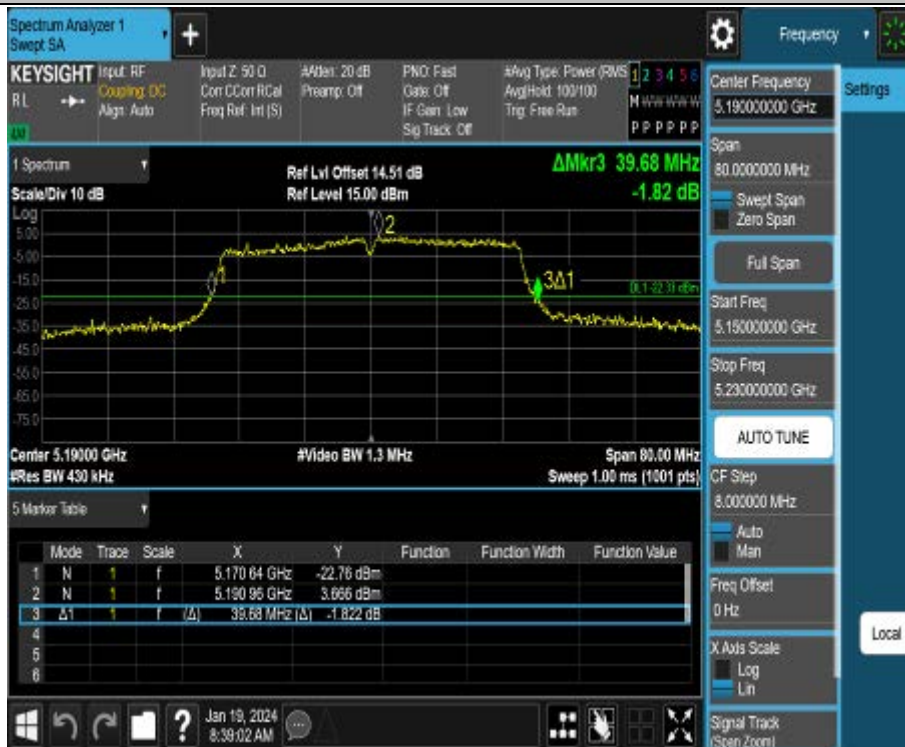 Spectrum Analyzer 1
Swept SA
+
Frequency
KEYSIGHT
RL
Input: RF
Coupling: DC
Align: Auto
Input Z: 50 Ω
Corr CCorr RCal
Freq Ref: Int (S)
#Atten: 20 dB
Preamp: Off
PNO: Fast
Gate: Off
IF Gain: Low
Sig Track: Off
#Avg Type: Power (RMS
Avg|Hold: 100/100
Trig: Free Run
1 2 3 4 5 6
M W W W W W
P P P P P P
1 Spectrum
Scale/Div 10 dB
Log
Ref Lvl Offset 14.51 dB
Ref Level 15.00 dBm
ΔMkr3 39.68 MHz
-1.82 dB
5.00
-5.00
-15.0
-25.0
-35.0
-45.0
-55.0
-65.0
-75.0
1
2
3Δ1
Center 5.19000 GHz
#Video BW 1.3 MHz
Span 80.00 MHz
#Res BW 430 kHz
Sweep 1.00 ms (1001 pts)
5 Marker Table
Mode Trace Scale X Y Function Function Width Function Value
1 N 1 f 5.170 64 GHz -22.76 dBm
2 N 1 f 5.190 96 GHz 3.666 dBm
3 Δ1 1 f (Δ) 39.68 MHz (Δ) -1.822 dB
4
5
6
?
Jan 19, 2024
8:39:02 AM
Center Frequency
5.190000000 GHz
Settings
Span
80.0000000 MHz
Swept Span
Zero Span
Full Span
Start Freq
5.150000000 GHz
Stop Freq
5.230000000 GHz
AUTO TUNE
CF Step
8.000000 MHz
Auto
Man
Freq Offset
0 Hz
X Axis Scale
Log
Lin
Local
Signal Track
(Span Zoom)